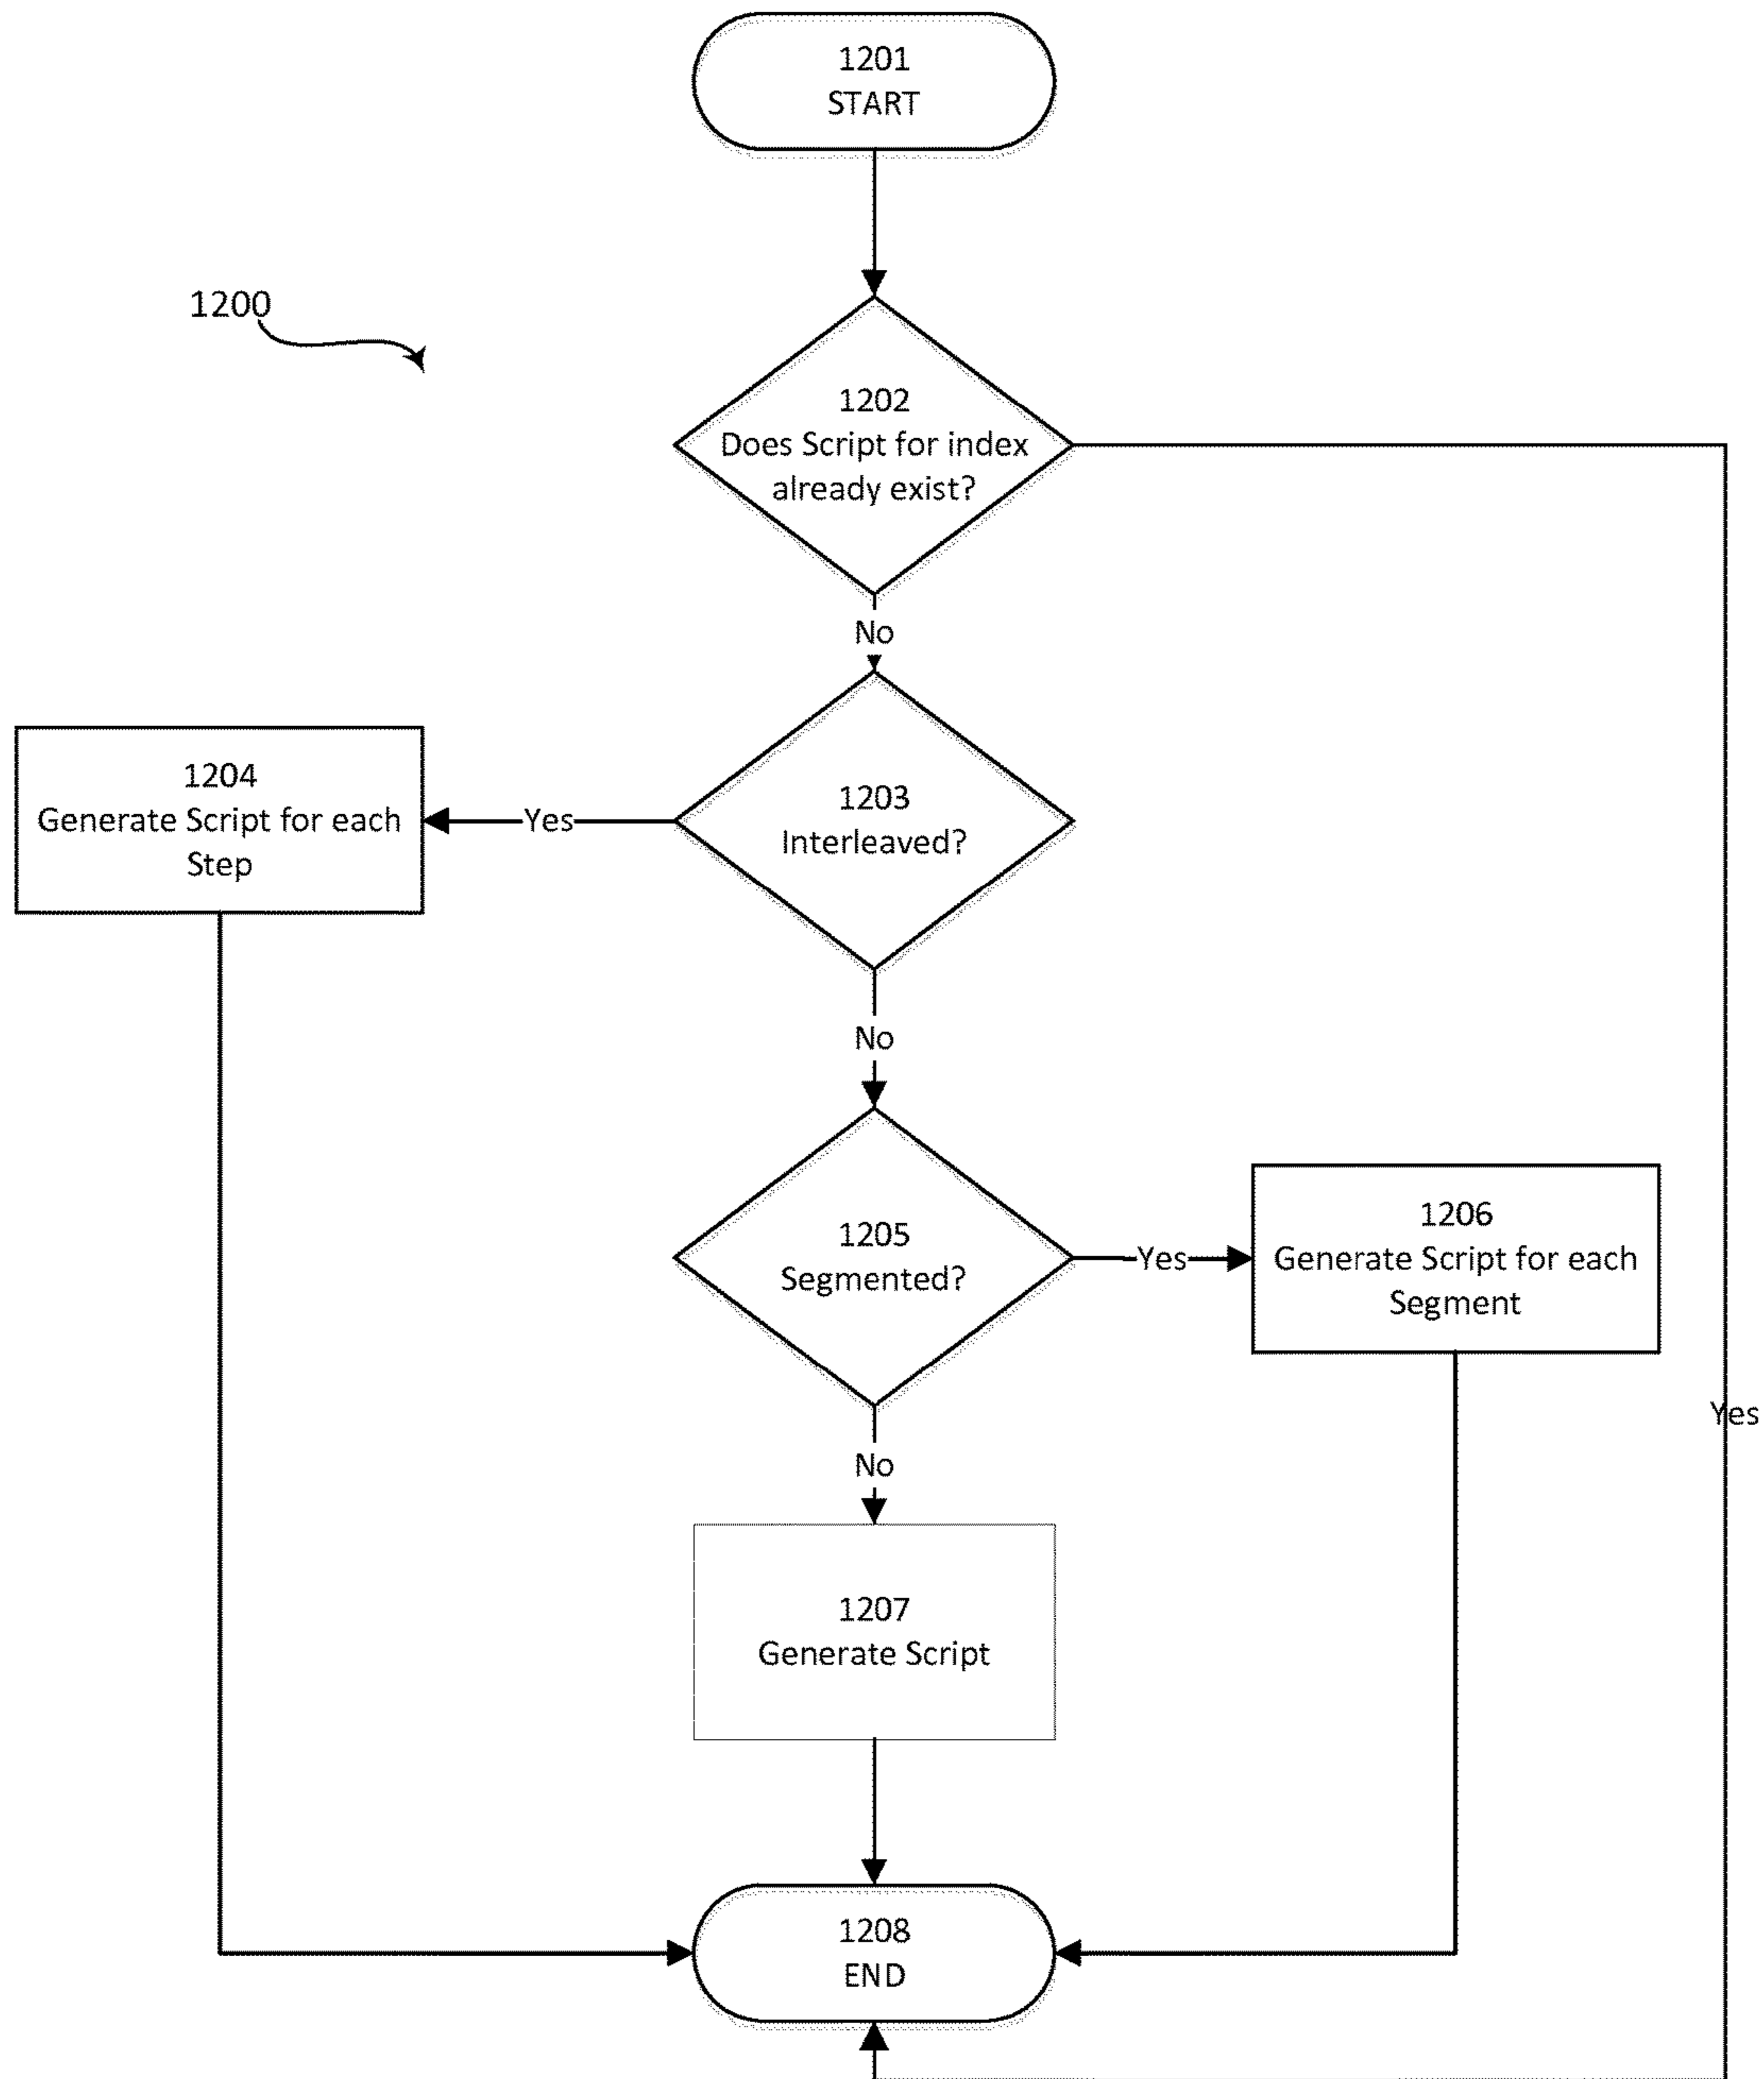 1201
START
1200
1202
Does Script for index
already exist?
No
1204
Generate Script for each
Step
Yes
1203
Interleaved?
No
1205
Segmented?
Yes
1206
Generate Script for each
Segment
Yes
No
1207
Generate Script
1208
END